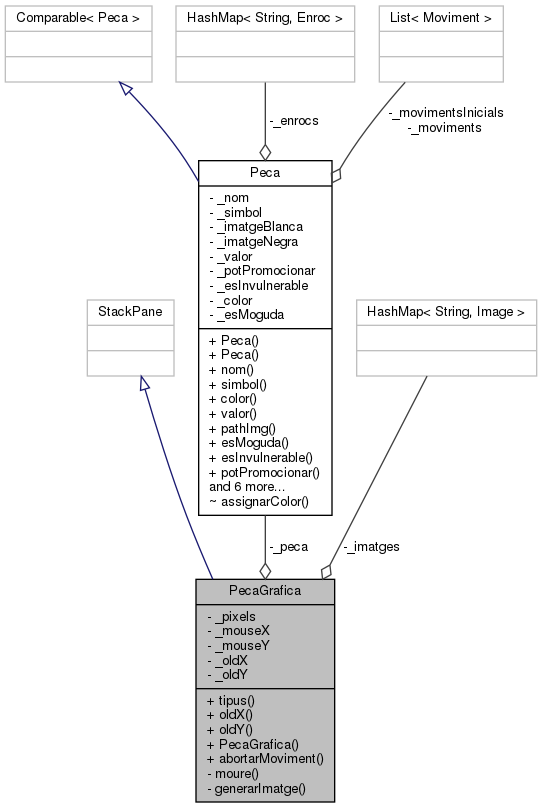 Comparable< Peca >
HashMap< String, Enroc >
List< Moviment >
-_enrocs
-_movimentsInicials
-_moviments
Peca
- _nom
- _simbol
- _imatgeBlanca
- _imatgeNegra
- _valor
- _potPromocionar
- _esInvulnerable
- _color
- _esMoguda
+ Peca()
+ Peca()
+ nom()
+ simbol()
+ color()
+ valor()
+ pathImg()
+ esMoguda()
+ esInvulnerable()
+ potPromocionar()
and 6 more...
~ assignarColor()
StackPane
HashMap< String, Image >
-_peca
-_imatges
PecaGrafica
- _pixels
- _mouseX
- _mouseY
- _oldX
- _oldY
+ tipus()
+ oldX()
+ oldY()
+ PecaGrafica()
+ abortarMoviment()
- moure()
- generarImatge()